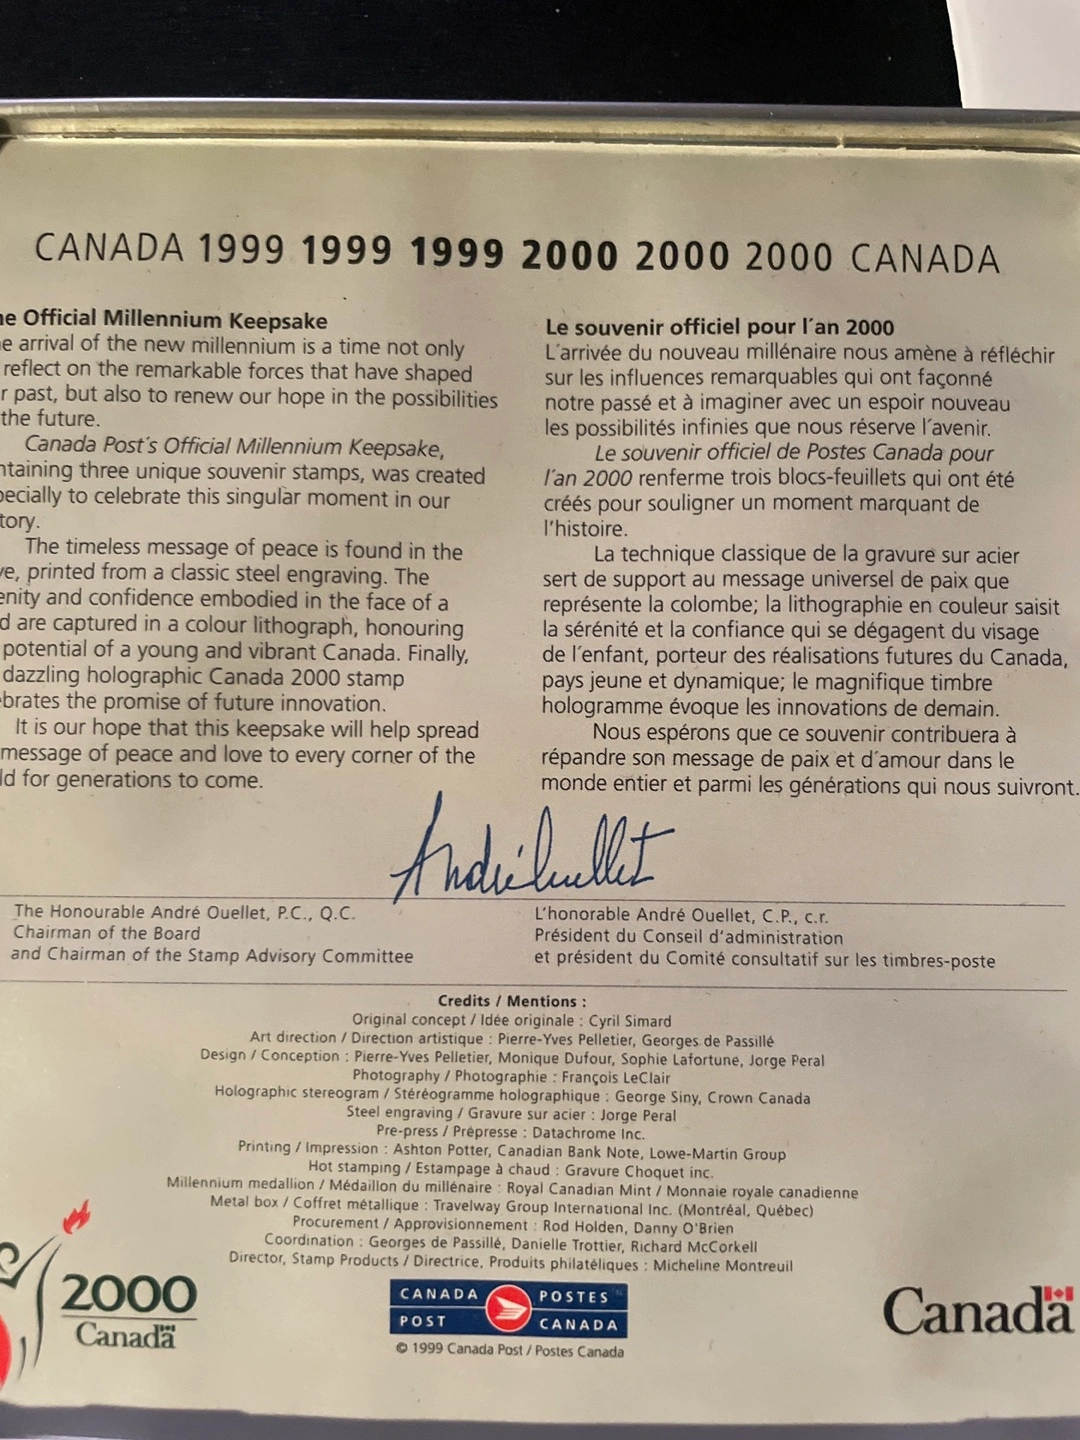 CANADA 1999 1999 1999 2000 2000 2000 CANADA
Official Millennium Keepsake
arrival of the new millennium is a time not only
reflect on the remarkable forces that have shaped
past, but also to renew our hope in the possibilities
the future.
Canada Post's Official Millennium Keepsake,
three unique souvenir stamps, was created
to celebrate this singular moment in our
The timeless message of peace is found in the
printed from a classic steel engraving. The
and confidence embodied in the face of a
are captured in a colour lithograph, honouring
potential of a young and vibrant Canada. Finally,
dazzling holographic Canada 2000 stamp
the promise of future innovation.
It is our hope that this keepsake will help spread
message of peace and love to every corner of the
for generations to come.
Le souvenir officiel pour l'an 2000
L'arrivée du nouveau millénaire nous amène à réfléchir
sur les influences remarquables qui ont façonné
notre passé et à imaginer avec un espoir nouveau
les possibilités infinies que nous réserve l'avenir.
Le souvenir officiel de Postes Canada pour
l'an 2000 renferme trois blocs-feuillets qui ont été
créés pour souligner un moment marquant de
l'histoire.
La technique classique de la gravure sur acier
sert de support au message universel de paix que
représente la colombe; la lithographie en couleur saisit
la sérénité et la confiance qui se dégagent du visage
de l'enfant, porteur des réalisations futures du Canada,
pays jeune et dynamique; le magnifique timbre
hologramme évoque les innovations de demain.
Nous espérons que ce souvenir contribuera à
répandre son message de paix et d'amour dans le
monde entier et parmi les générations qui nous suivront.
André Ouellet
The Honourable André Ouellet, P.C., Q.C.
Chairman of the Board
and Chairman of the Stamp Advisory Committee
L'honorable André Ouellet, C.P., c.r.
Président du Conseil d'administration
et président du Comité consultatif sur les timbres-poste
Credits / Mentions :
Original concept / Idée originale : Cyril Simard
Art direction / Direction artistique : Pierre-Yves Pelletier, Georges de Passillé
Design / Conception : Pierre-Yves Pelletier, Monique Dufour, Sophie Lafortune, Jorge Peral
Photography / Photographie : François LeClair
Holographic stereogram / Stéréogramme holographique : George Siny, Crown Canada
Steel engraving / Gravure sur acier : Jorge Peral
Pre-press / Prépresse : Datachrome Inc.
Printing / Impression : Ashton Potter, Canadian Bank Note, Lowe-Martin Group
Hot stamping / Estampage à chaud : Gravure Choquet inc.
Millennium medallion / Médaillon du millénaire : Royal Canadian Mint / Monnaie royale canadienne
Metal box / Coffret métallique : Travelway Group International Inc. (Montréal, Québec)
Procurement / Approvisionnement : Rod Holden, Danny O'Brien
Coordination : Georges de Passillé, Danielle Trottier, Richard McCorkell
Director, Stamp Products / Directrice, Produits philatéliques : Micheline Montreuil
2000
Canada
CANADA POSTES
POST CANADA
© 1999 Canada Post / Postes Canada
Canada